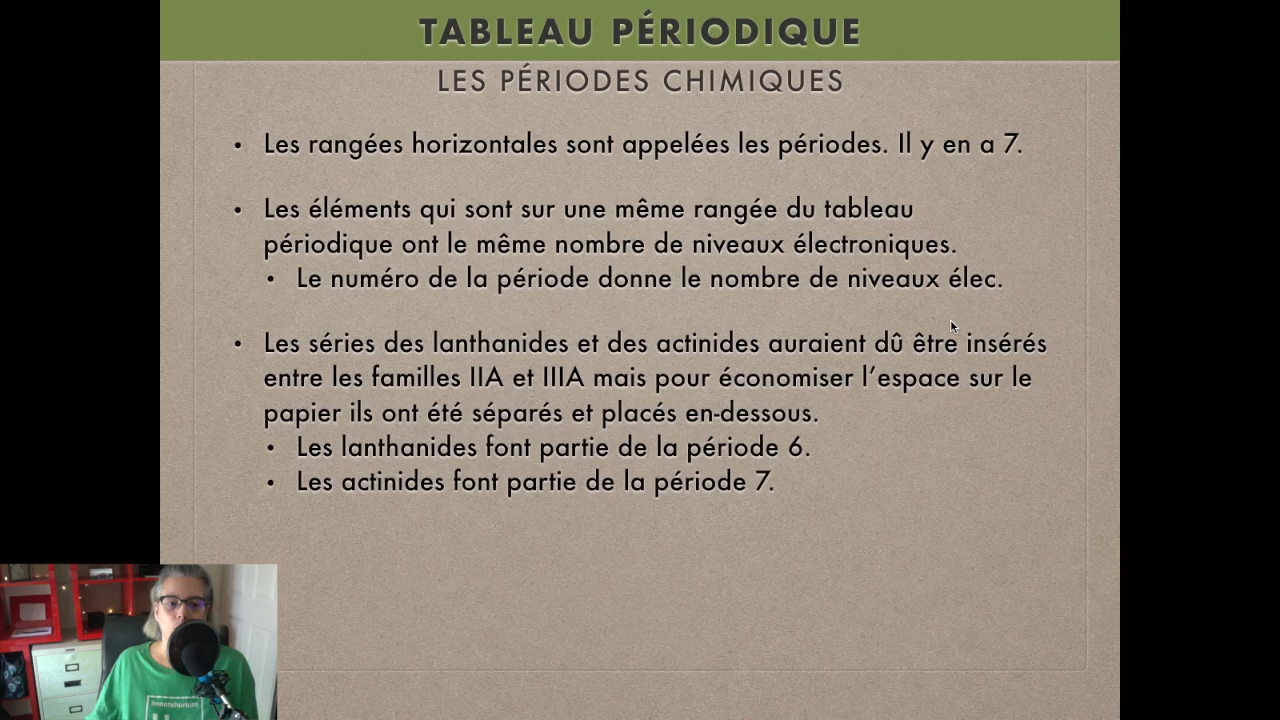 TABLEAU PÉRIODIQUE
LES PÉRIODES CHIMIQUES
• Les rangées horizontales sont appelées les périodes. Il y en a 7.
• Les éléments qui sont sur une même rangée du tableau
périodique ont le même nombre de niveaux électroniques.
• Le numéro de la période donne le nombre de niveaux élec.
• Les séries des lanthanides et des actinides auraient dû être insérés
entre les familles IIA et IIIA mais pour économiser l’espace sur le
papier ils ont été séparés et placés en-dessous.
• Les lanthanides font partie de la période 6.
• Les actinides font partie de la période 7.